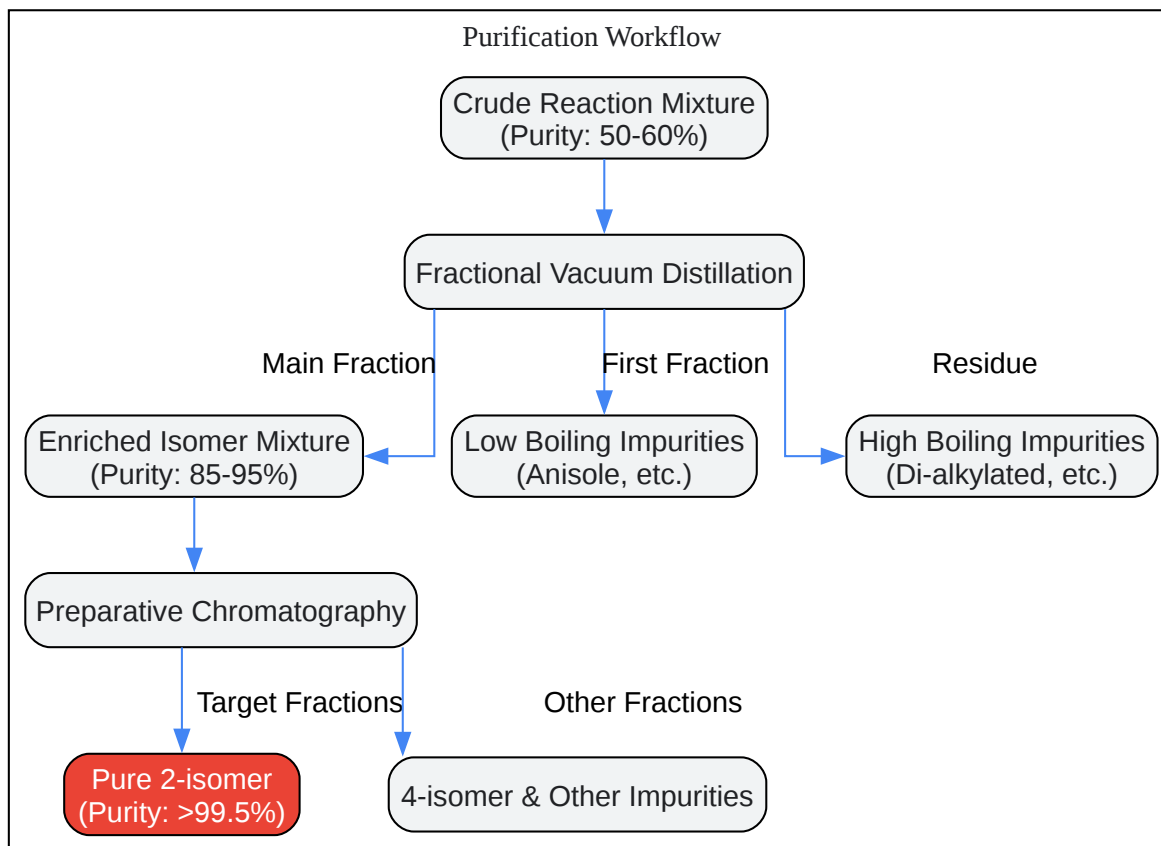 Purification Workflow
Crude Reaction Mixture
(Purity: 50-60%)
Fractional Vacuum Distillation
Main Fraction
First Fraction
Residue
Enriched Isomer Mixture
(Purity: 85-95%)
Low Boiling Impurities
(Anisole, etc.)
High Boiling Impurities
(Di-alkylated, etc.)
Preparative Chromatography
Target Fractions
Other Fractions
Pure 2-isomer
(Purity: >99.5%)
4-isomer & Other Impurities